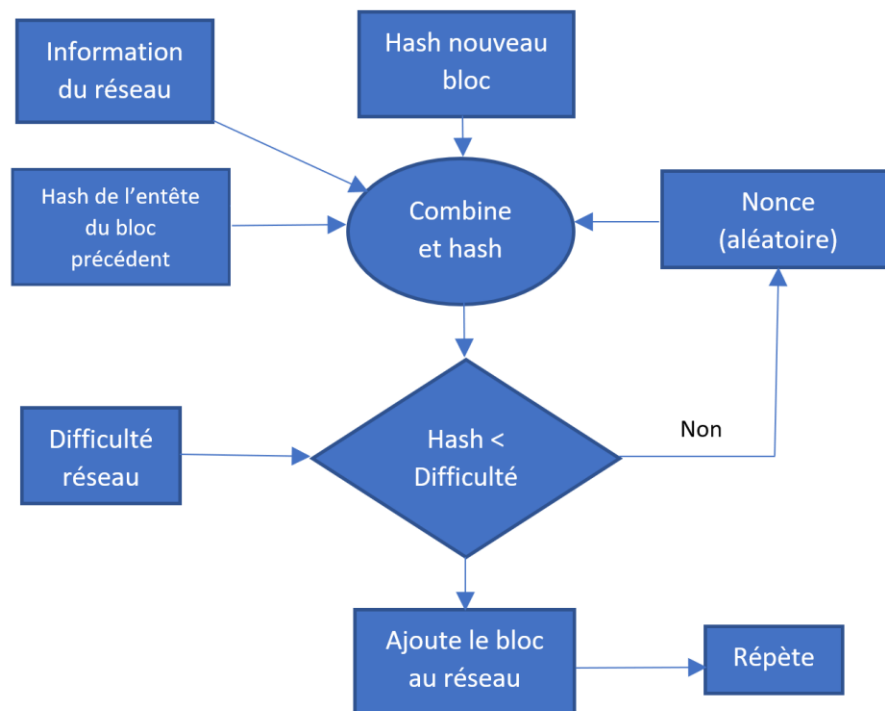 Information
du réseau
Hash nouveau
bloc
Hash de l'entête
du bloc
précédent
Combine
et hash
Nonce
(aléatoire)
Difficulté
réseau
Hash <
Difficulté
Non
Ajoute le bloc
au réseau
Répète